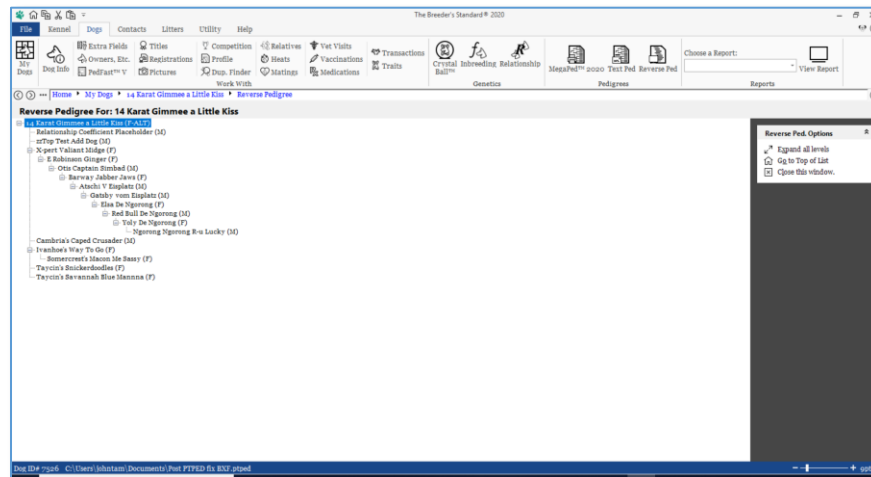 The Breeder's Standard ® 2020
File Kennel Dogs Contacts Litters Utility Help
My Dogs
Dog Info
Extra Fields
Owners, Etc.
PedFast™ V
Titles
Registrations
Pictures
Competition
Profile
Dup. Finder
Relatives
Heats
Matings
Vet Visits
Vaccinations
Medications
Work With
Transactions
Traits
Crystal Ball™
Inbreeding
Relationship
Genetics
MegaPed™ 2020
Test Ped
Reverse Ped
Pedigrees
Choose a Report:
View Report
Reports
Home My Dogs 14 Karat Gimmee a Little Kiss Reverse Pedigree
Reverse Pedigree For: 14 Karat Gimmee a Little Kiss
14 Karat Gimmee a Little Kiss (F-ALT)
Relationship Coefficient Placeholder (M)
zzTop Test Add Dog (M)
X-pert Valiant Midge (F)
E Robinson Ginger (F)
Otis Captain Simbad (M)
Barway Jabber Jaws (F)
Atschi V Eisplatz (M)
Gatsby vom Eisplatz (M)
Elsa De Ngorong (F)
Red Bull De Ngorong (M)
Yoly De Ngorong (F)
Ngorong Ngorong R-u Lucky (M)
Cambria's Caped Crusader (M)
Ivanhoe's Way To Go (F)
Somercrest's Macon Me Sassy (F)
Taycin's Snickerdoodles (F)
Taycin's Savannah Blue Mannna (F)
Reverse Ped. Options
Expand all levels
Go to Top of List
Close this window.
Dog ID# 7526 C:\Users\johntam\Documents\Post PTPED fix BXF.ptped